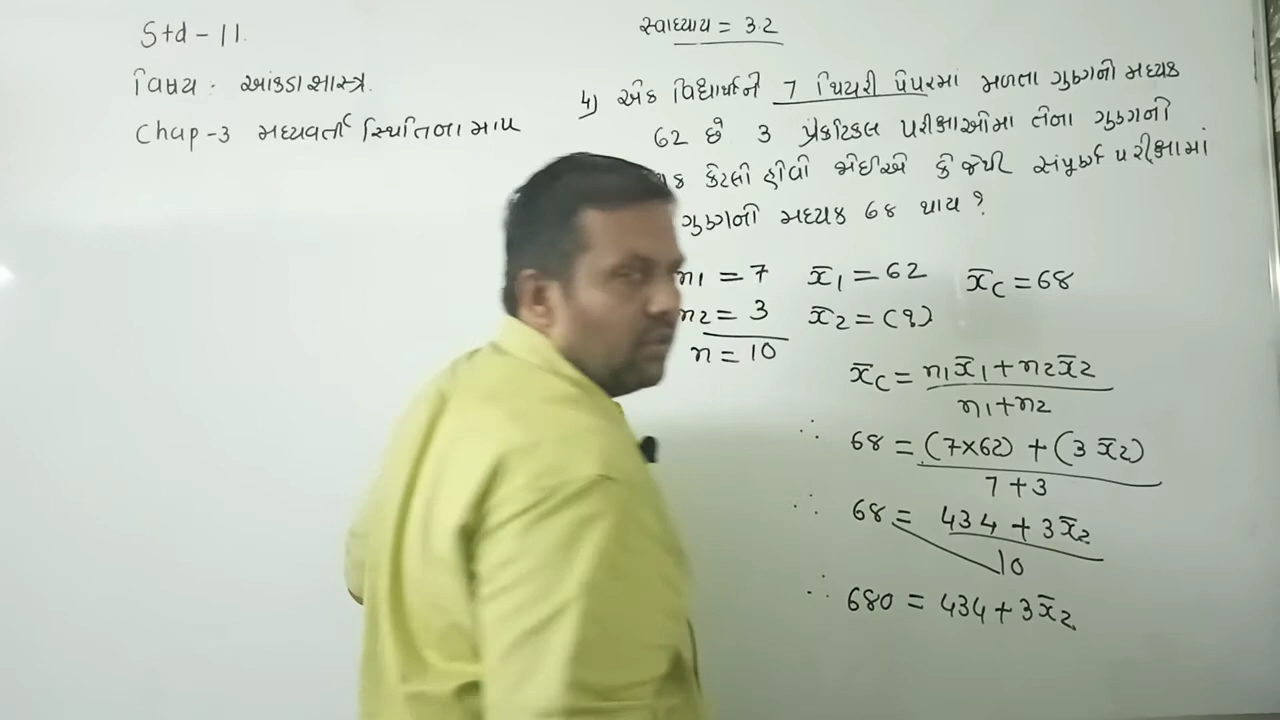 Std - 11.
વિષય : આંકડાશાસ્ત્ર.
Chap - 3 મધ્યવર્તી સ્થિતિના માપ
સ્વાધ્યાય = 3.2
4) એક વિદ્યાર્થીને 7 થિયરી પેપરમાં મળતા ગુણનો મધ્યક
62 છે 3 પ્રેકટિકલ પરીક્ષાઓમાં તેના ગુણનો
કેટલો હોવો જોઈએ કે જેથી સંપૂર્ણ પરીક્ષામાં
ગુણનો મધ્યક 68 થાય ?
n1 = 7 x̄1 = 62 x̄c = 68
n2 = 3 x̄2 = (?)
n = 10
x̄c = n1x̄1 + n2x̄2
n1 + n2
∴ 68 = (7×62) + (3x̄2)
7 + 3
∴ 68 = 434 + 3x̄2
10
∴ 680 = 434 + 3x̄2